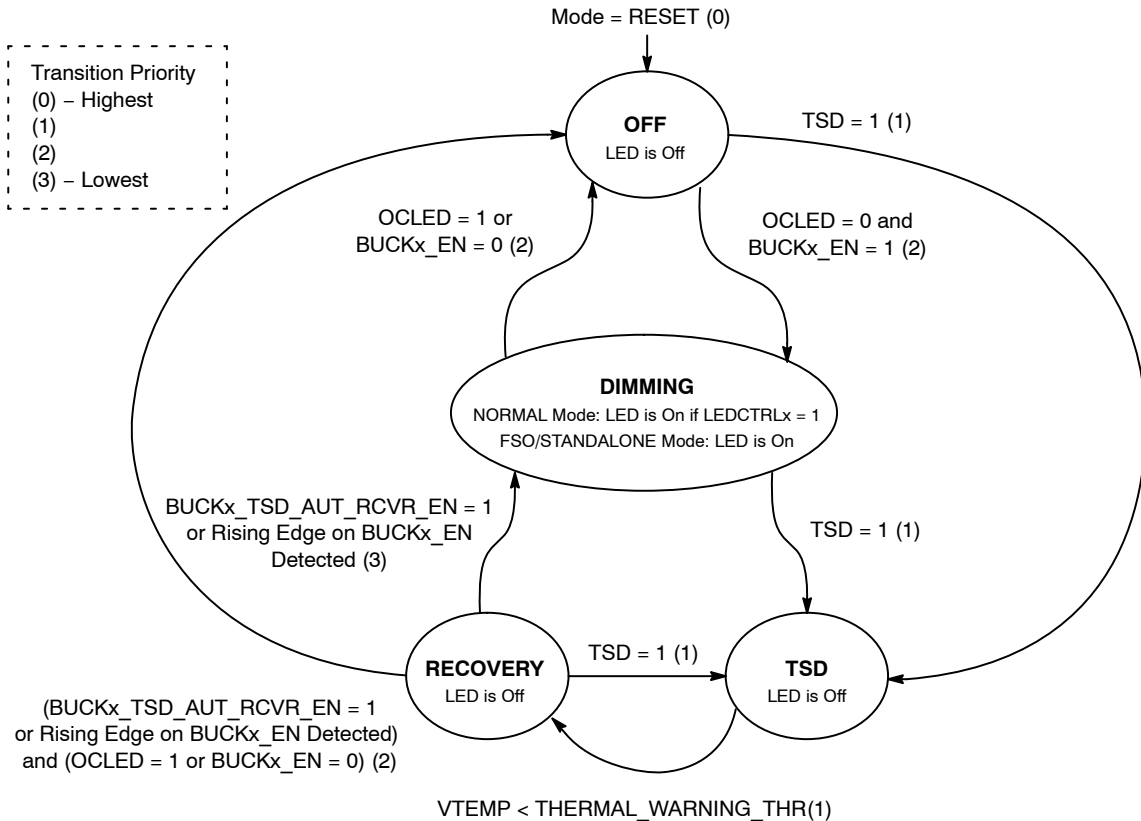 Mode = RESET (0)
Transition Priority
(0) – Highest
(1)
(2)
(3) – Lowest
OFF
LED is Off
TSD = 1 (1)
OCLED = 1 or
BUCKx_EN = 0 (2)
OCLED = 0 and
BUCKx_EN = 1 (2)
DIMMING
NORMAL Mode: LED is On if LEDCTRLx = 1
FSO/STANDALONE Mode: LED is On
BUCKx_TSD_AUT_RCVR_EN = 1
or Rising Edge on BUCKx_EN
Detected (3)
TSD = 1 (1)
RECOVERY
LED is Off
TSD = 1 (1)
TSD
LED is Off
(BUCKx_TSD_AUT_RCVR_EN = 1
or Rising Edge on BUCKx_EN Detected)
and (OCLED = 1 or BUCKx_EN = 0) (2)
VTEMP < THERMAL_WARNING_THR(1)